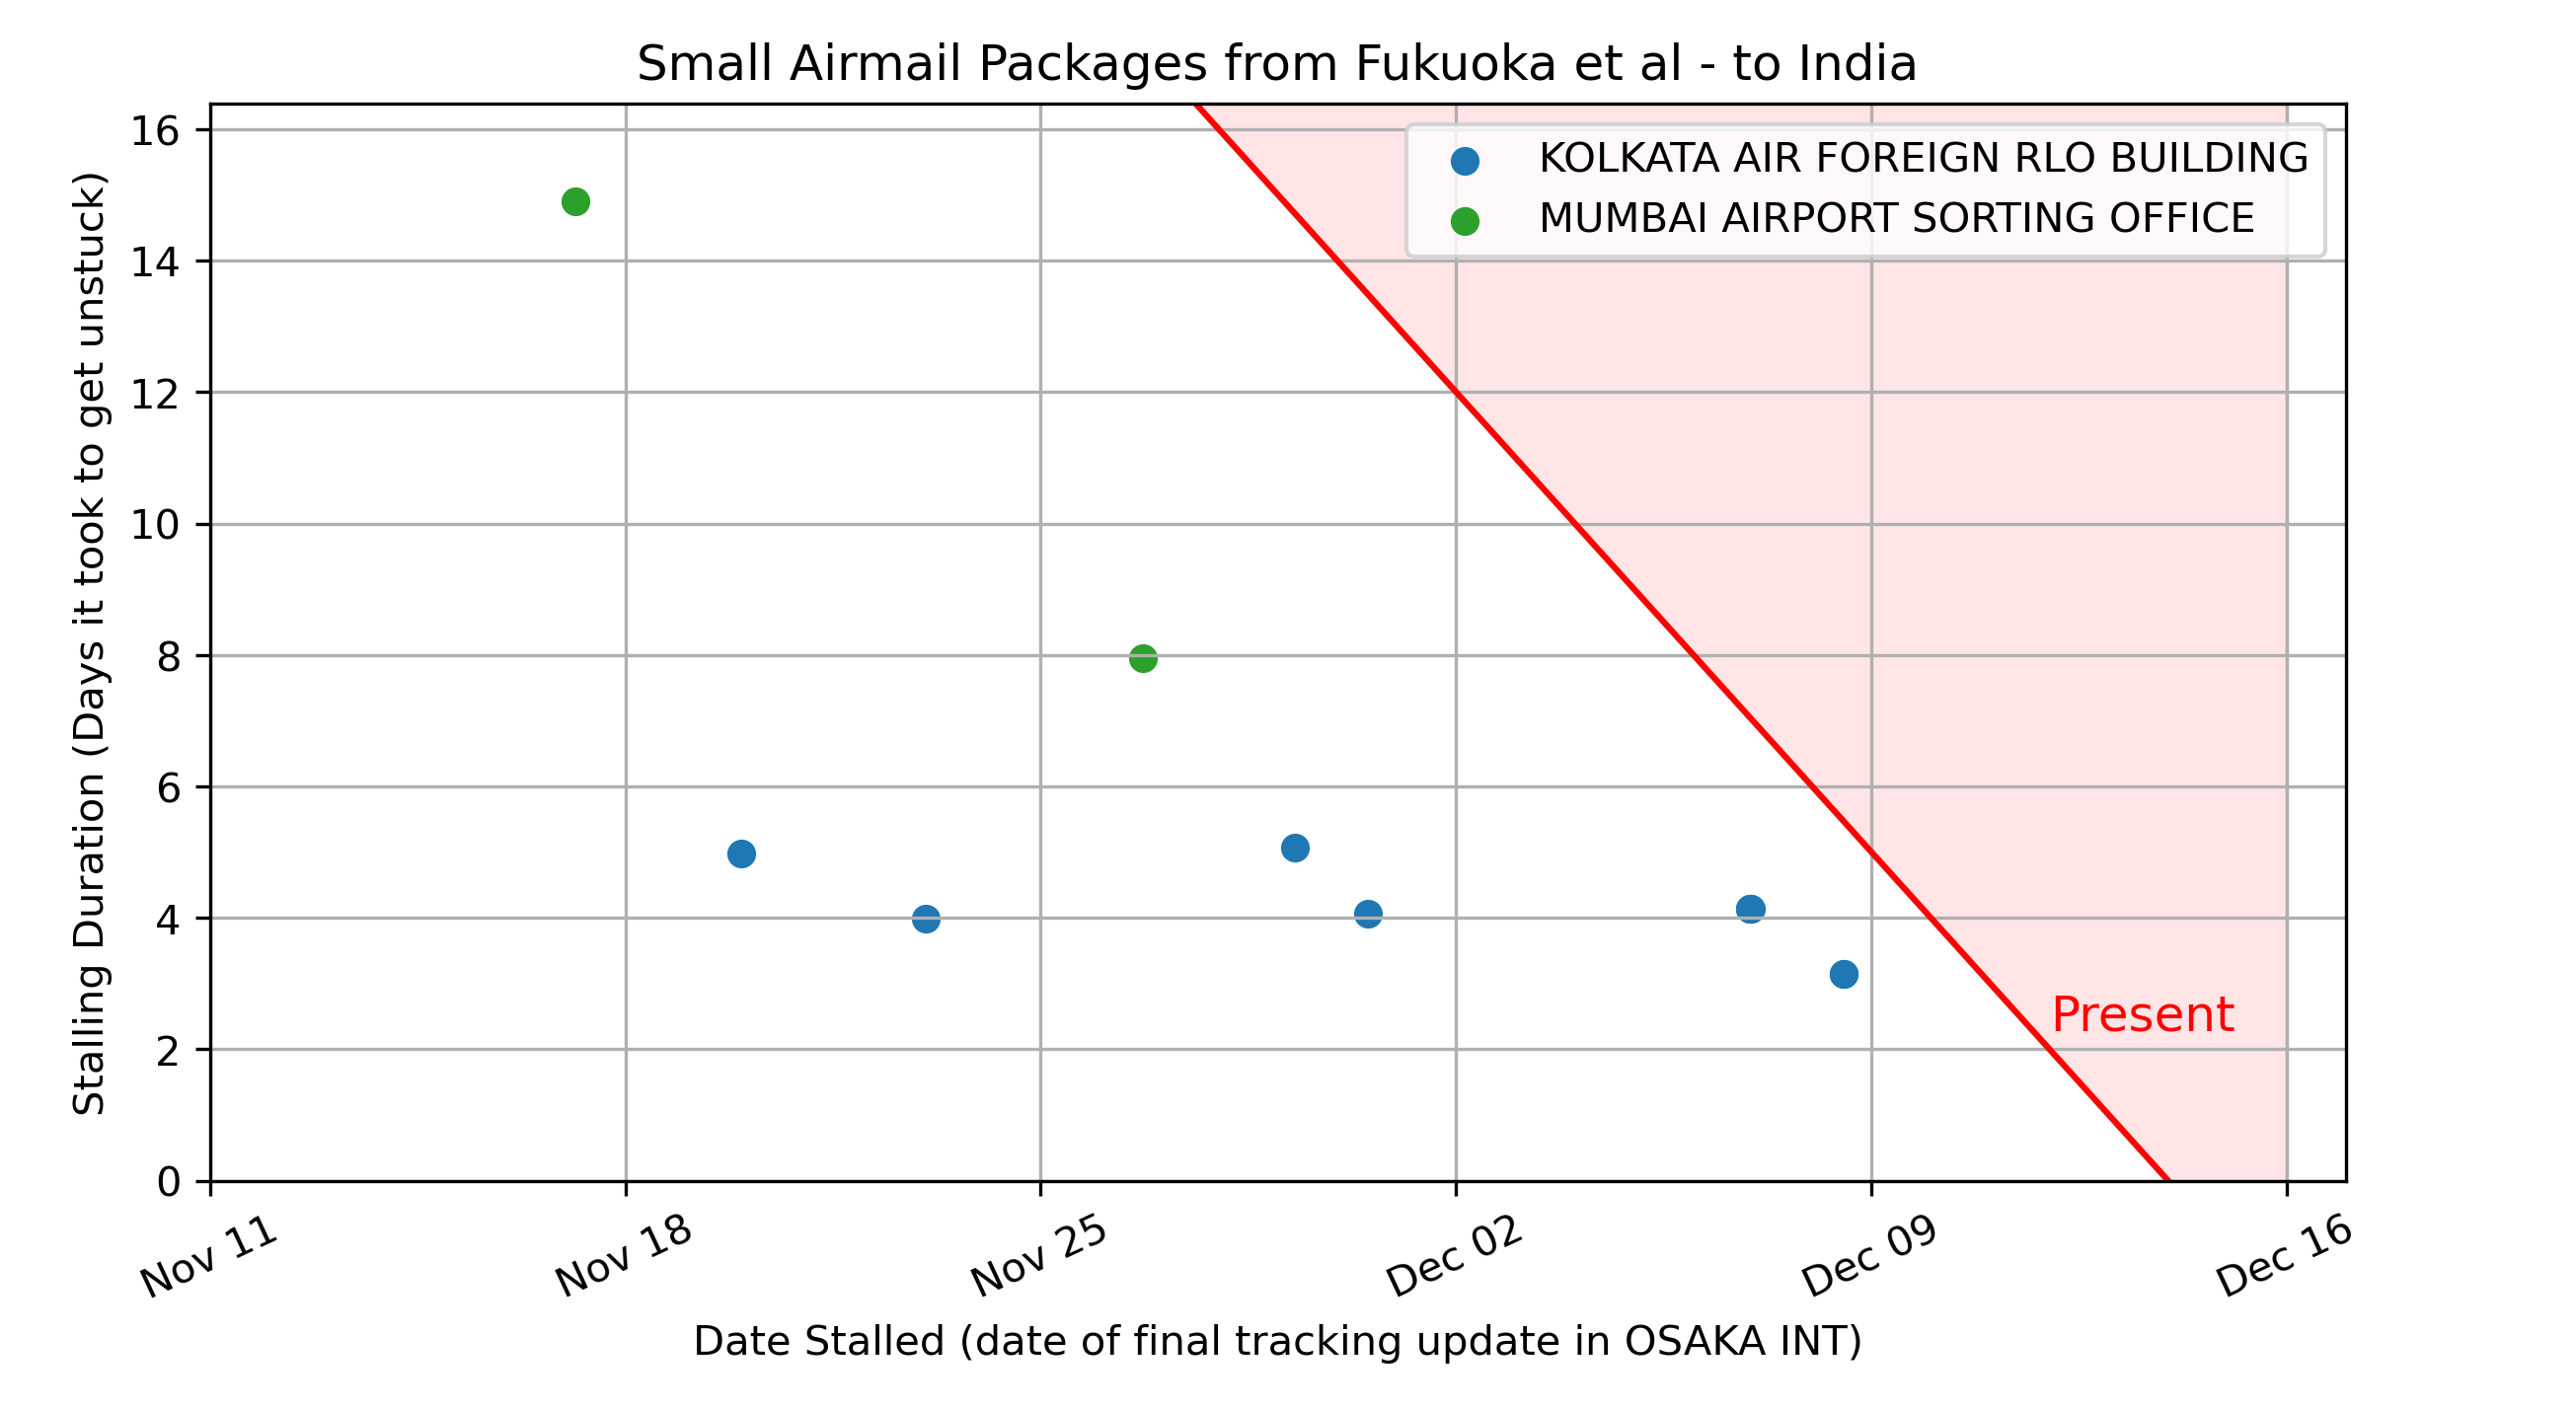 Small Airmail Packages from Fukuoka et al - to India
Stalling Duration (Days it took to get unstuck)
16
14
12
10
8
6
4
2
0
KOLKATA AIR FOREIGN RLO BUILDING
MUMBAI AIRPORT SORTING OFFICE
Present
Nov 11
Nov 18
Nov 25
Dec 02
Dec 09
Dec 16
Date Stalled (date of final tracking update in OSAKA INT)